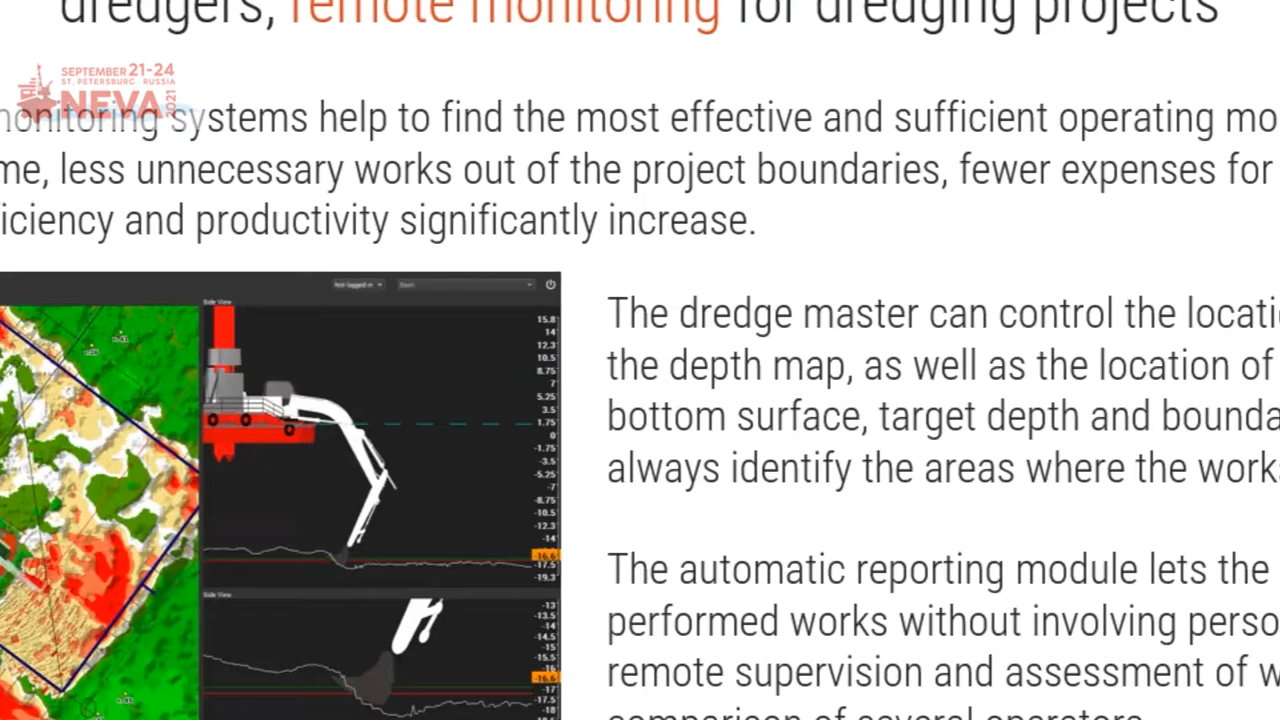 dredgers, remote monitoring for dredging projects
SEPTEMBER 21-24
ST. PETERSBURG RUSSIA
NEVA 2021
monitoring systems help to find the most effective and sufficient operating mo
me, less unnecessary works out of the project boundaries, fewer expenses for
iciency and productivity significantly increase.
Not logged in
Side View
15.8
14
12.3
10.5
8.75
7
5.25
3.5
1.75
0
-1.75
-3.5
-5.25
-7
-8.75
-10.5
-12.3
-14
-16.6
-17.5
-19.3
Side View
-13
-13.5
-14
-14.5
-15
-15.5
-16.6
-17
-17.5
-18
The dredge master can control the locati
the depth map, as well as the location of
bottom surface, target depth and bounda
always identify the areas where the works
The automatic reporting module lets the
performed works without involving perso
remote supervision and assessment of w
comparison of several operators